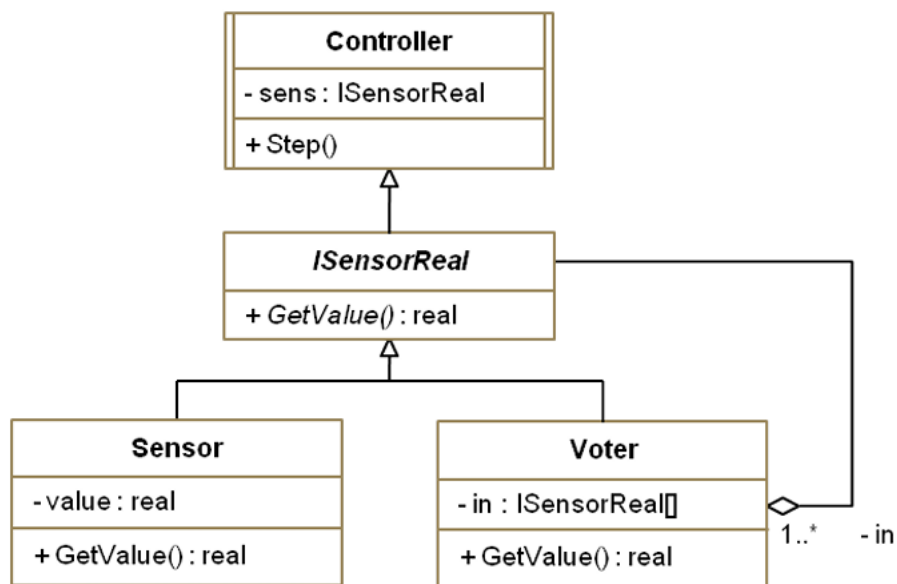 Controller
- sens : ISensorReal
+ Step()
ISensorReal
+ GetValue() : real
Sensor
- value : real
+ GetValue() : real
Voter
- in : ISensorReal[]
+ GetValue() : real
1..* - in